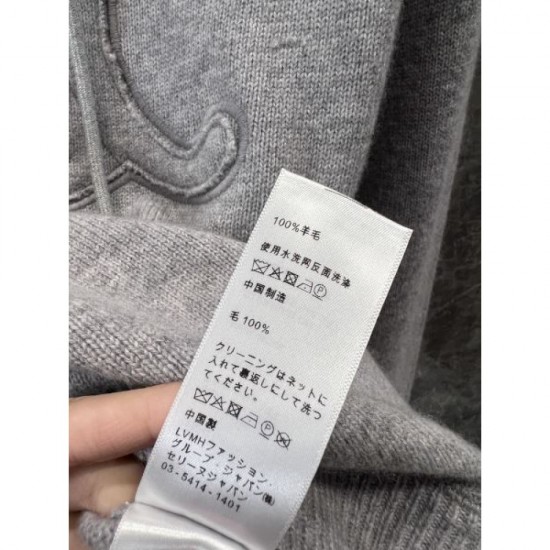 100%羊毛
使用水洗网反面洗涤
中国制造
毛 100%
クリーニングはネットに
入れて裏返しにして洗っ
てください。
中国製
LVMHファッション.
グループ・ジャパン㈱
セリーヌジャパン
03-5414-1401